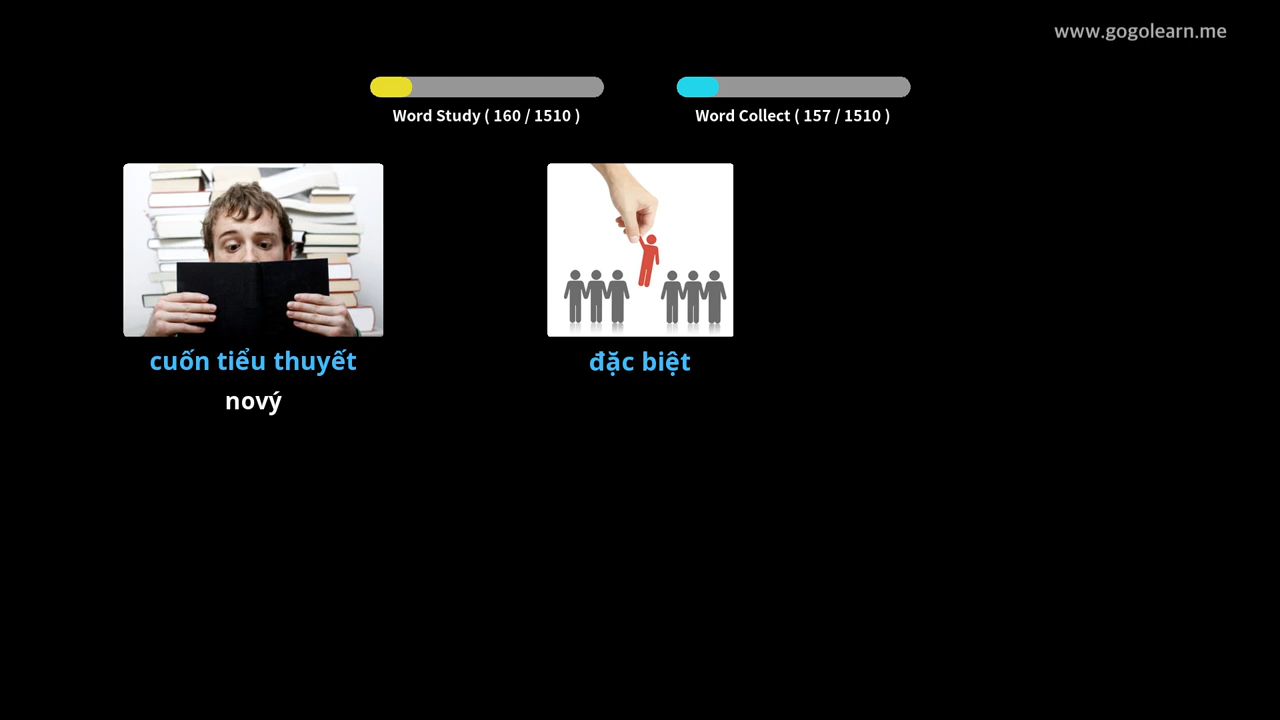 www.gogolearn.me
Word Study ( 160 / 1510 )
Word Collect ( 157 / 1510 )
cuốn tiểu thuyết
nový
đặc biệt